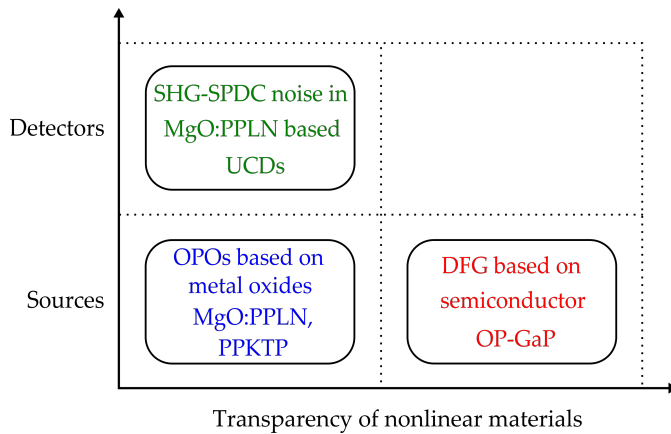 Detectors
SHG-SPDC noise in
MgO:PPLN based
UCDs
Sources
OPOs based on
metal oxides
MgO:PPLN,
PPKTP
DFG based on
semiconductor
OP-GaP
Transparency of nonlinear materials